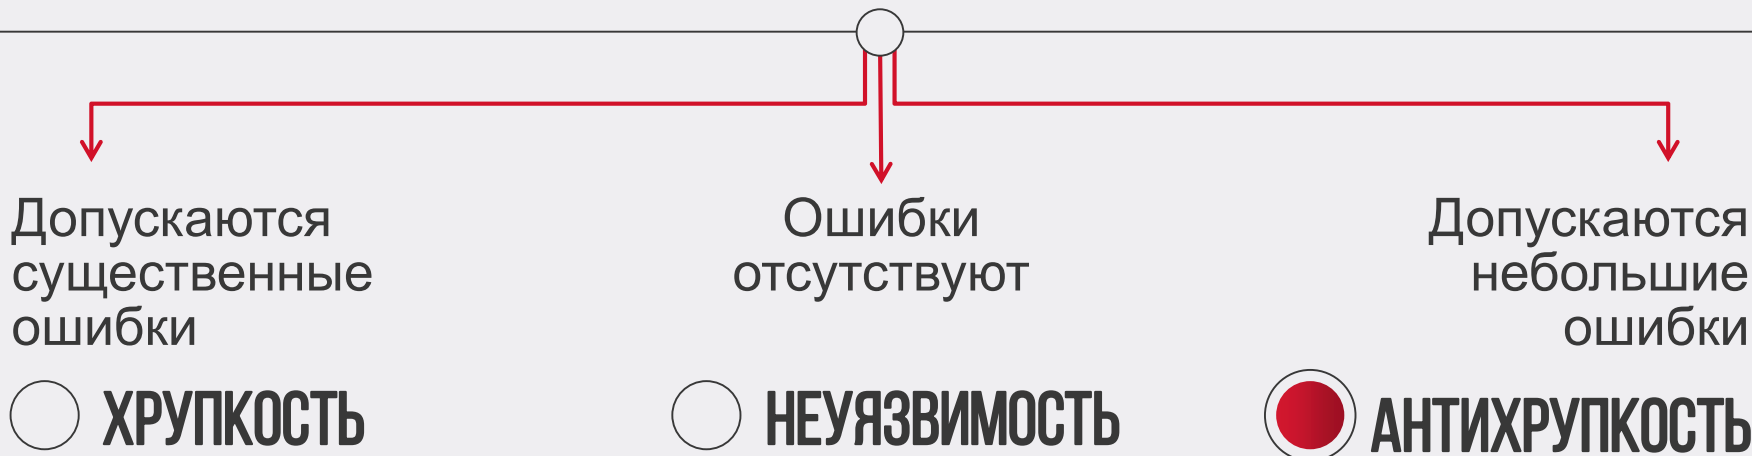 Допускаются
существенные
ошибки
ХРУПКОСТЬ
Ошибки
отсутствуют
НЕУЯЗВИМОСТЬ
Допускаются
небольшие
ошибки
АНТИХРУПКОСТЬ